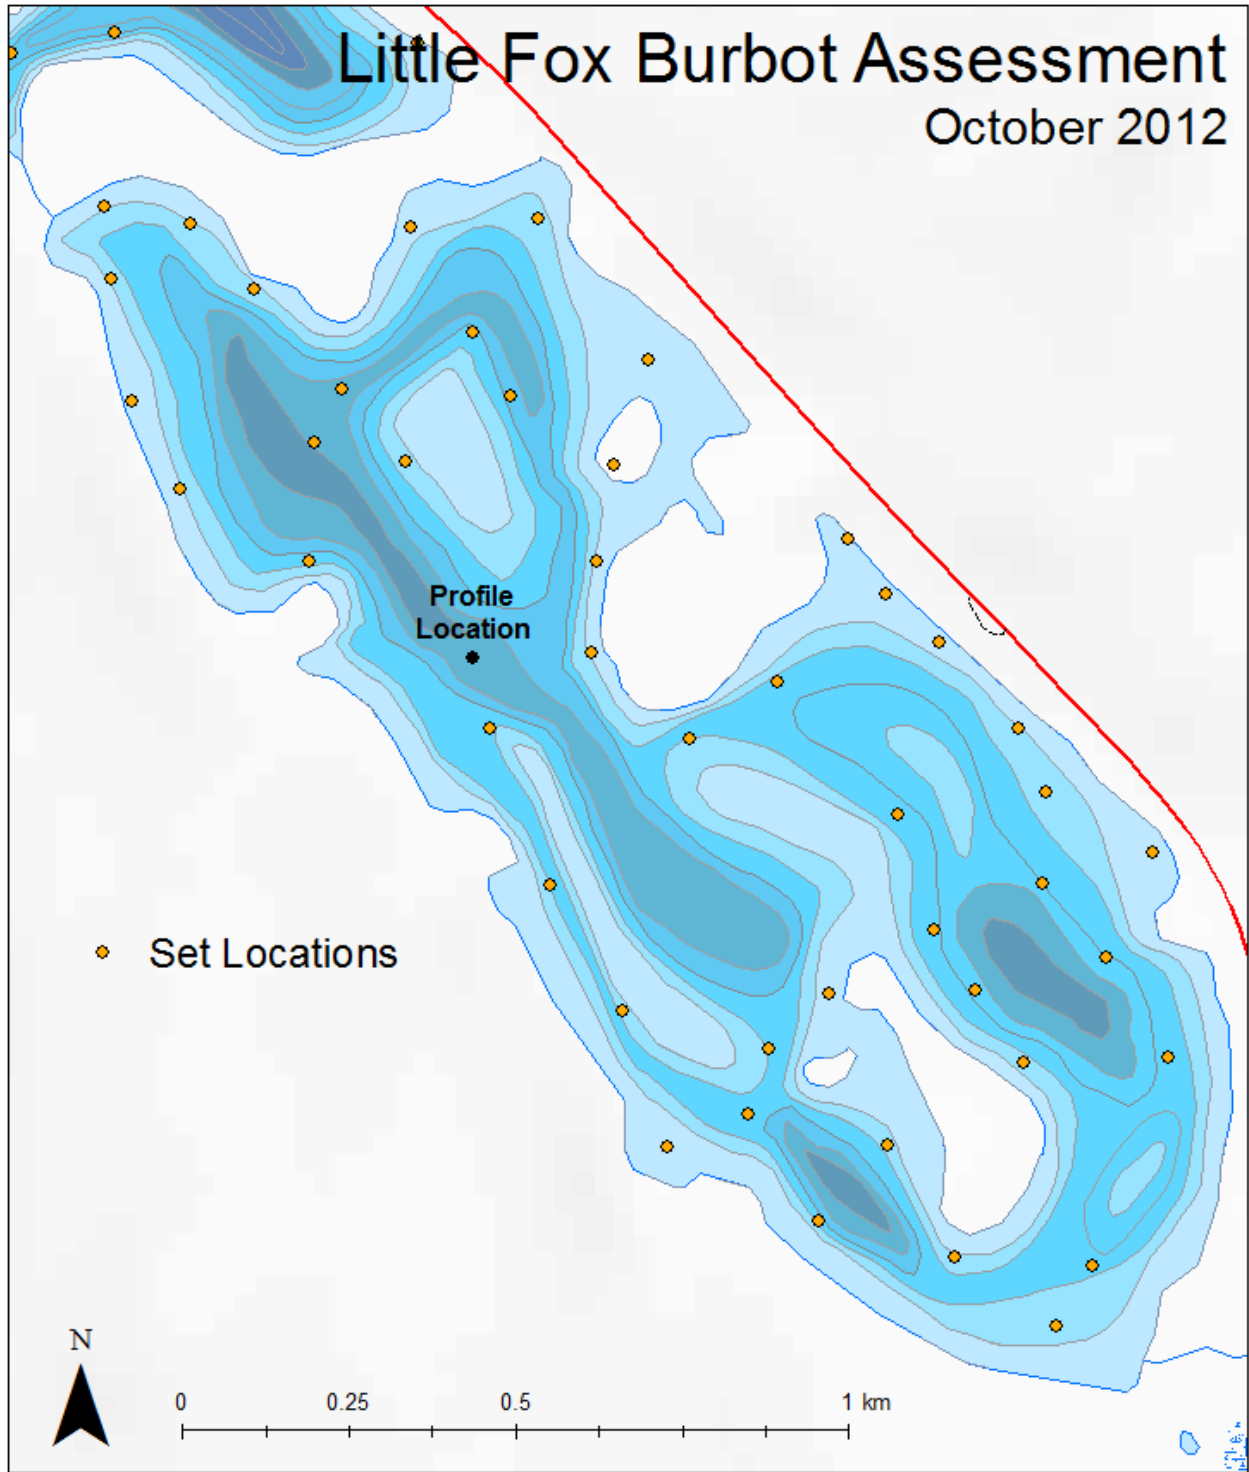 Little Fox Burbot Assessment
October 2012
Profile
Location
Set Locations
N
0 0.25 0.5 1 km